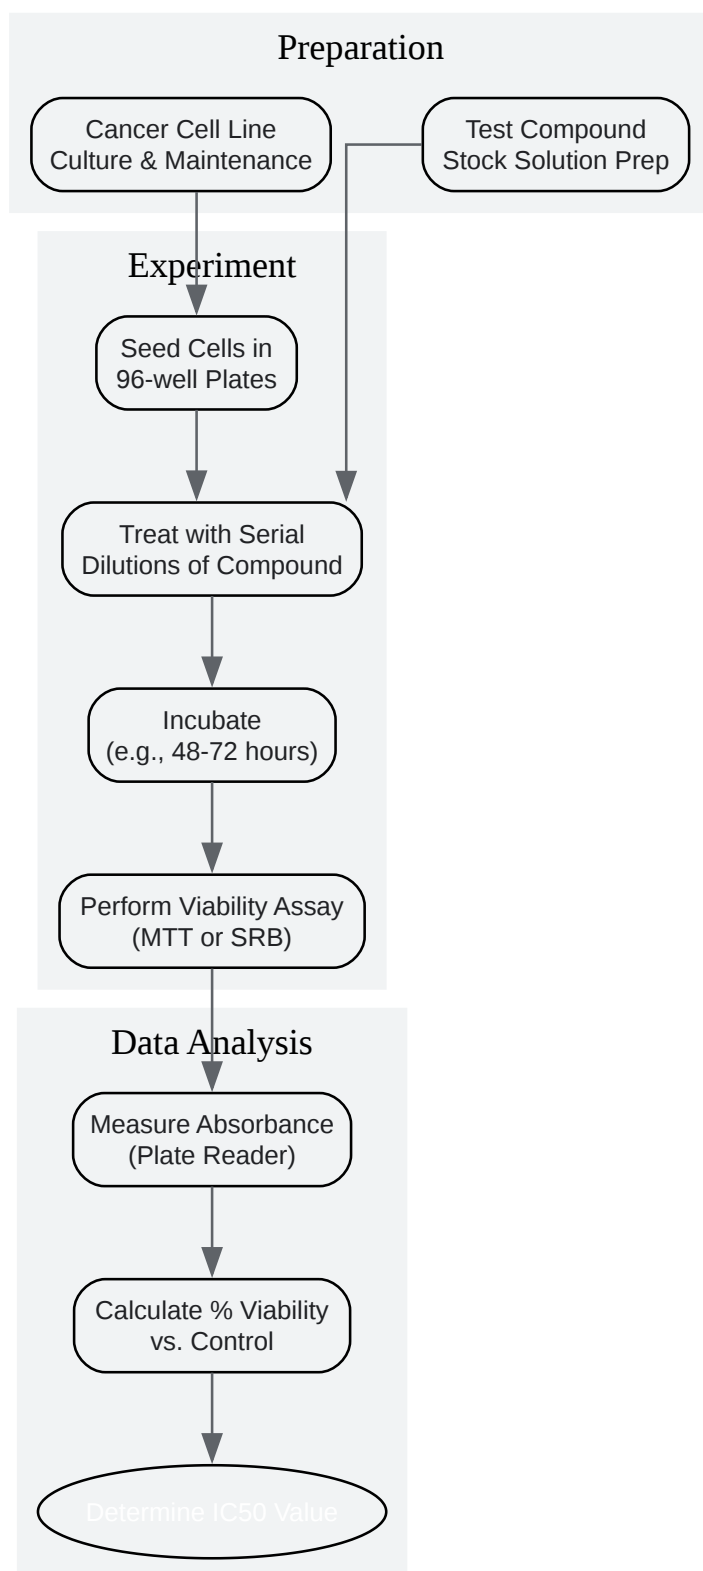 Preparation
Cancer Cell Line
Culture & Maintenance
Test Compound
Stock Solution Prep
Experiment
Seed Cells in
96-well Plates
Treat with Serial
Dilutions of Compound
Incubate
(e.g., 48-72 hours)
Perform Viability Assay
(MTT or SRB)
Data Analysis
Measure Absorbance
(Plate Reader)
Calculate % Viability
vs. Control
Determine IC50 Value